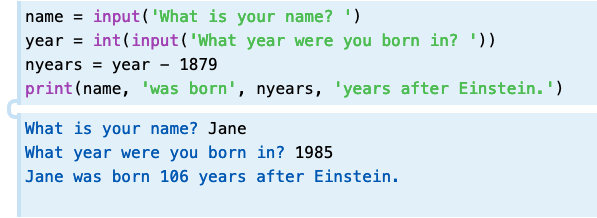 name = input('What is your name? ')
year = int(input('What year were you born in? '))
nyears = year - 1879
print(name, 'was born', nyears, 'years after Einstein.')
What is your name? Jane
What year were you born in? 1985
Jane was born 106 years after Einstein.